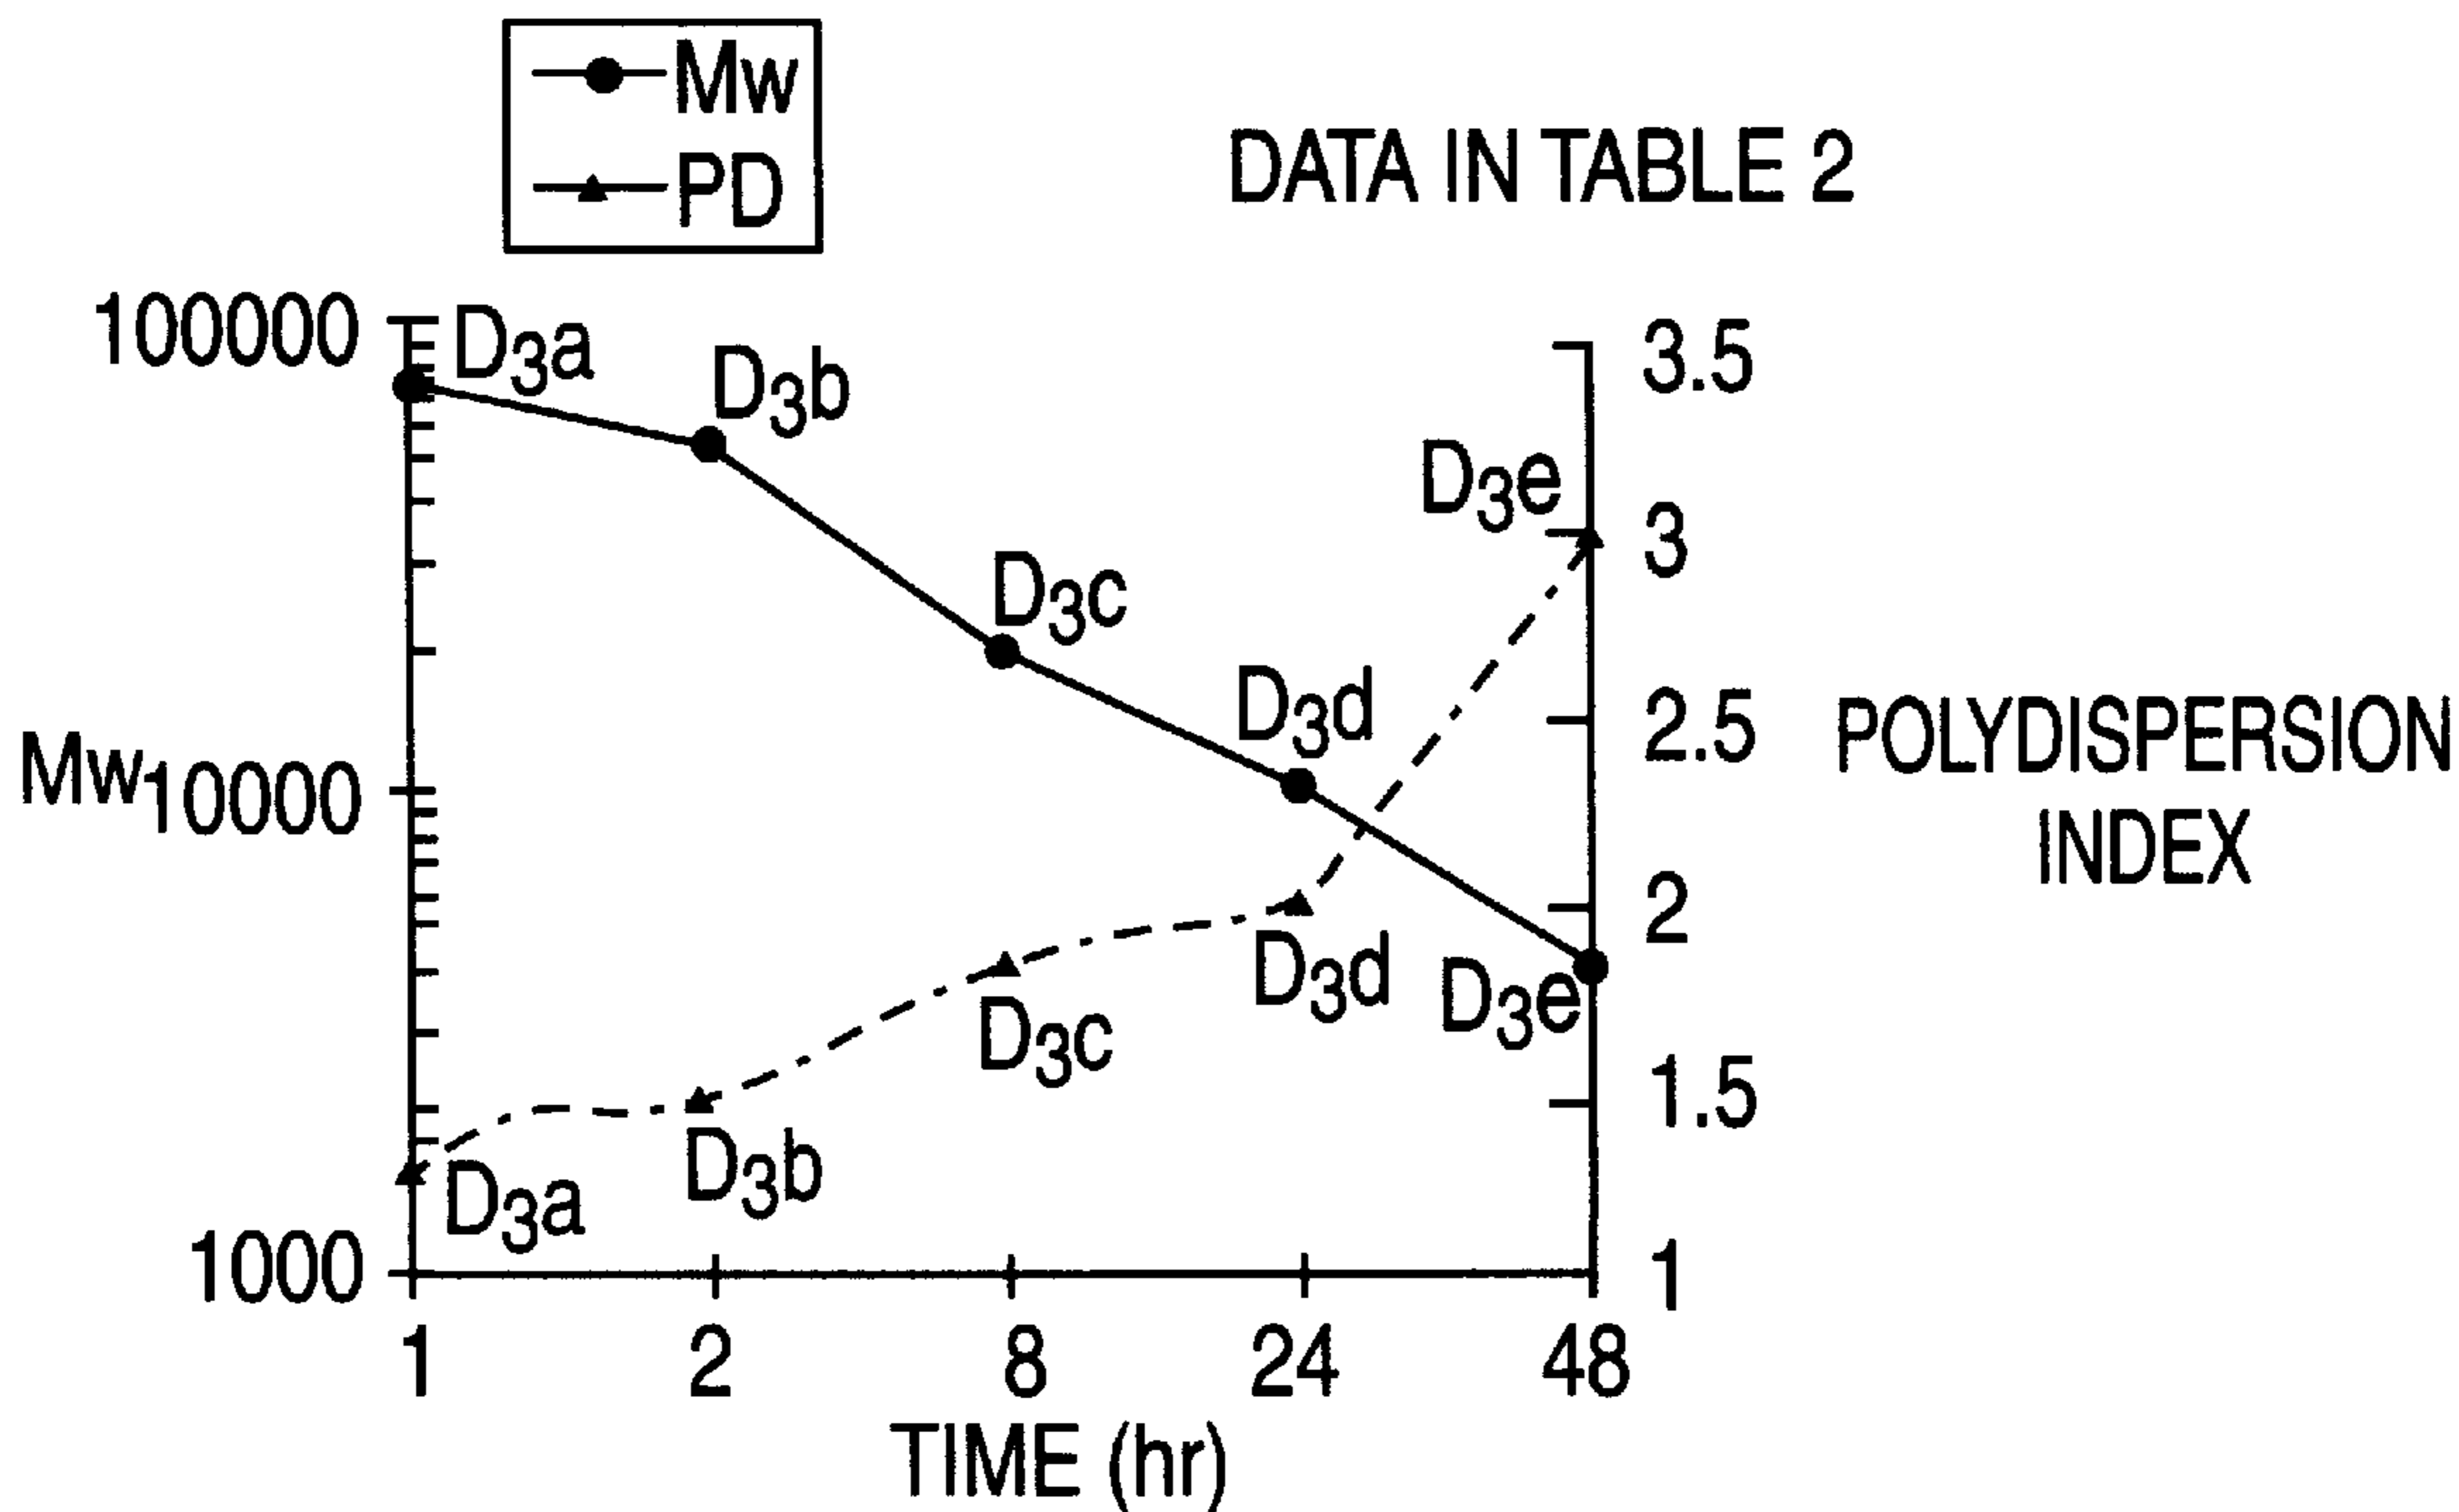 Mw
PD
DATA IN TABLE 2
100000
10000
1000
Mw
D3a
D3b
D3c
D3d
D3e
D3a
D3b
D3c
D3d
D3e
3.5
3
2.5
2
1.5
1
POLYDISPERSION
INDEX
1 2 8 24 48
TIME (hr)